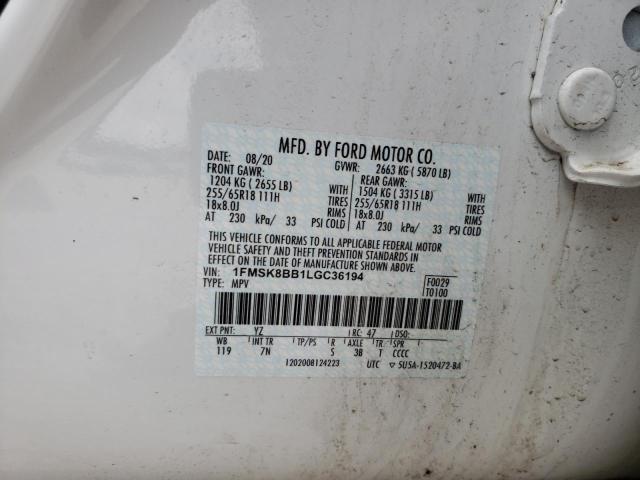 MFD. BY FORD MOTOR CO.
DATE: 08/20 GVWR: 2663 KG ( 5870 LB)
FRONT GAWR: REAR GAWR:
1204 KG ( 2655 LB) WITH 1504 KG ( 3315 LB) WITH
255/65R18 111H TIRES 255/65R18 111H TIRES
18x8.0J RIMS 18x8.0J RIMS
AT 230 kPa/ 33 PSI COLD AT 230 kPa/ 33 PSI COLD
THIS VEHICLE CONFORMS TO ALL APPLICABLE FEDERAL MOTOR
VEHICLE SAFETY AND THEFT PREVENTION STANDARDS IN
EFFECT ON THE DATE OF MANUFACTURE SHOWN ABOVE.
VIN: 1FMSK8BB1LGC36194 F0029
TYPE: MPV T0100
EXT PNT: YZ RC: 47 DSO:
WB INT TR TP/PS R AXLE TR SPR
119 7N S 3B T CCCC
1202008124223 UTC ▽ 5U5A-1520472-BA